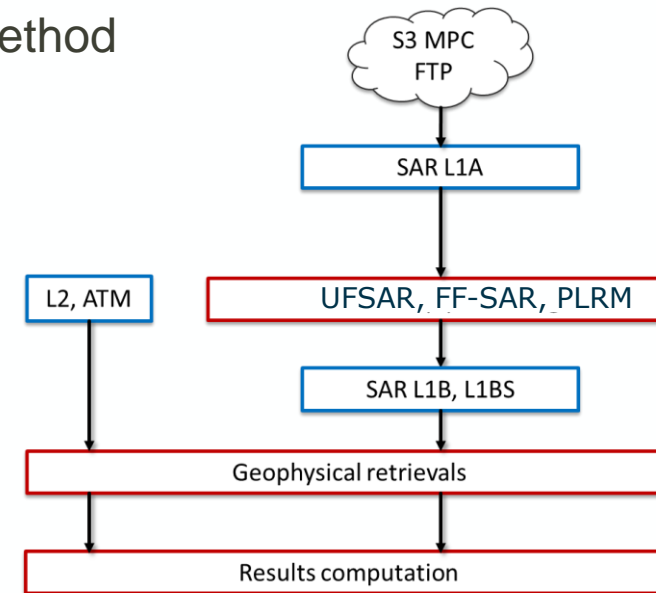 ethod
S3 MPC
FTP
SAR L1A
L2, ATM
UFSAR, FF-SAR, PLRM
SAR L1B, L1BS
Geophysical retrievals
Results computation